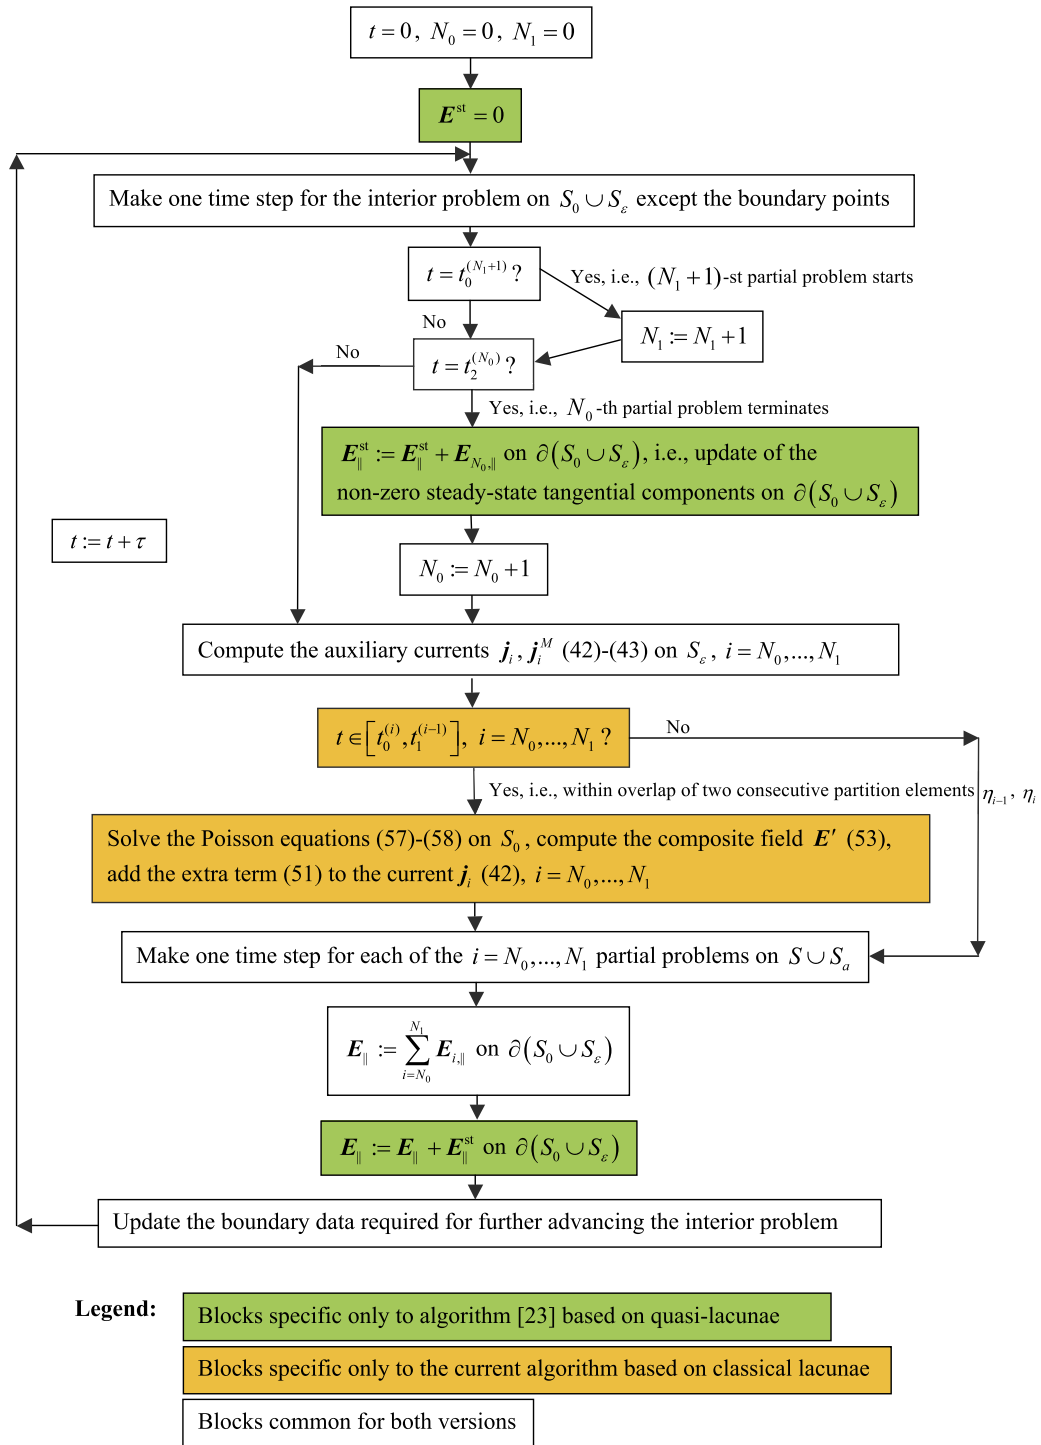 t = 0, N₀ = 0, N₁ = 0
Eˢᵗ = 0
Make one time step for the interior problem on S₀ ∪ S_ε except the boundary points
t = t₀^(N₁+1) ?
Yes, i.e., (N₁ + 1)-st partial problem starts
No
N₁ := N₁ + 1
No
t = t₂^(N₀) ?
Yes, i.e., N₀-th partial problem terminates
E_∥^st := E_∥^st + E_{N₀,∥} on ∂(S₀ ∪ S_ε), i.e., update of the
non-zero steady-state tangential components on ∂(S₀ ∪ S_ε)
t := t + τ
N₀ := N₀ + 1
Compute the auxiliary currents j_i, j_i^M (42)-(43) on S_ε, i = N₀,..., N₁
t ∈ [t₀^(i), t₁^(i−1)], i = N₀,..., N₁ ?
No
Yes, i.e., within overlap of two consecutive partition elements η_{i−1}, η_i
Solve the Poisson equations (57)-(58) on S₀, compute the composite field E′ (53),
add the extra term (51) to the current j_i (42), i = N₀,..., N₁
Make one time step for each of the i = N₀,..., N₁ partial problems on S ∪ S_a
E_∥ := ∑_{i=N₀}^{N₁} E_{i,∥} on ∂(S₀ ∪ S_ε)
E_∥ := E_∥ + E_∥^st on ∂(S₀ ∪ S_ε)
Update the boundary data required for further advancing the interior problem
Legend:
Blocks specific only to algorithm [23] based on quasi-lacunae
Blocks specific only to the current algorithm based on classical lacunae
Blocks common for both versions